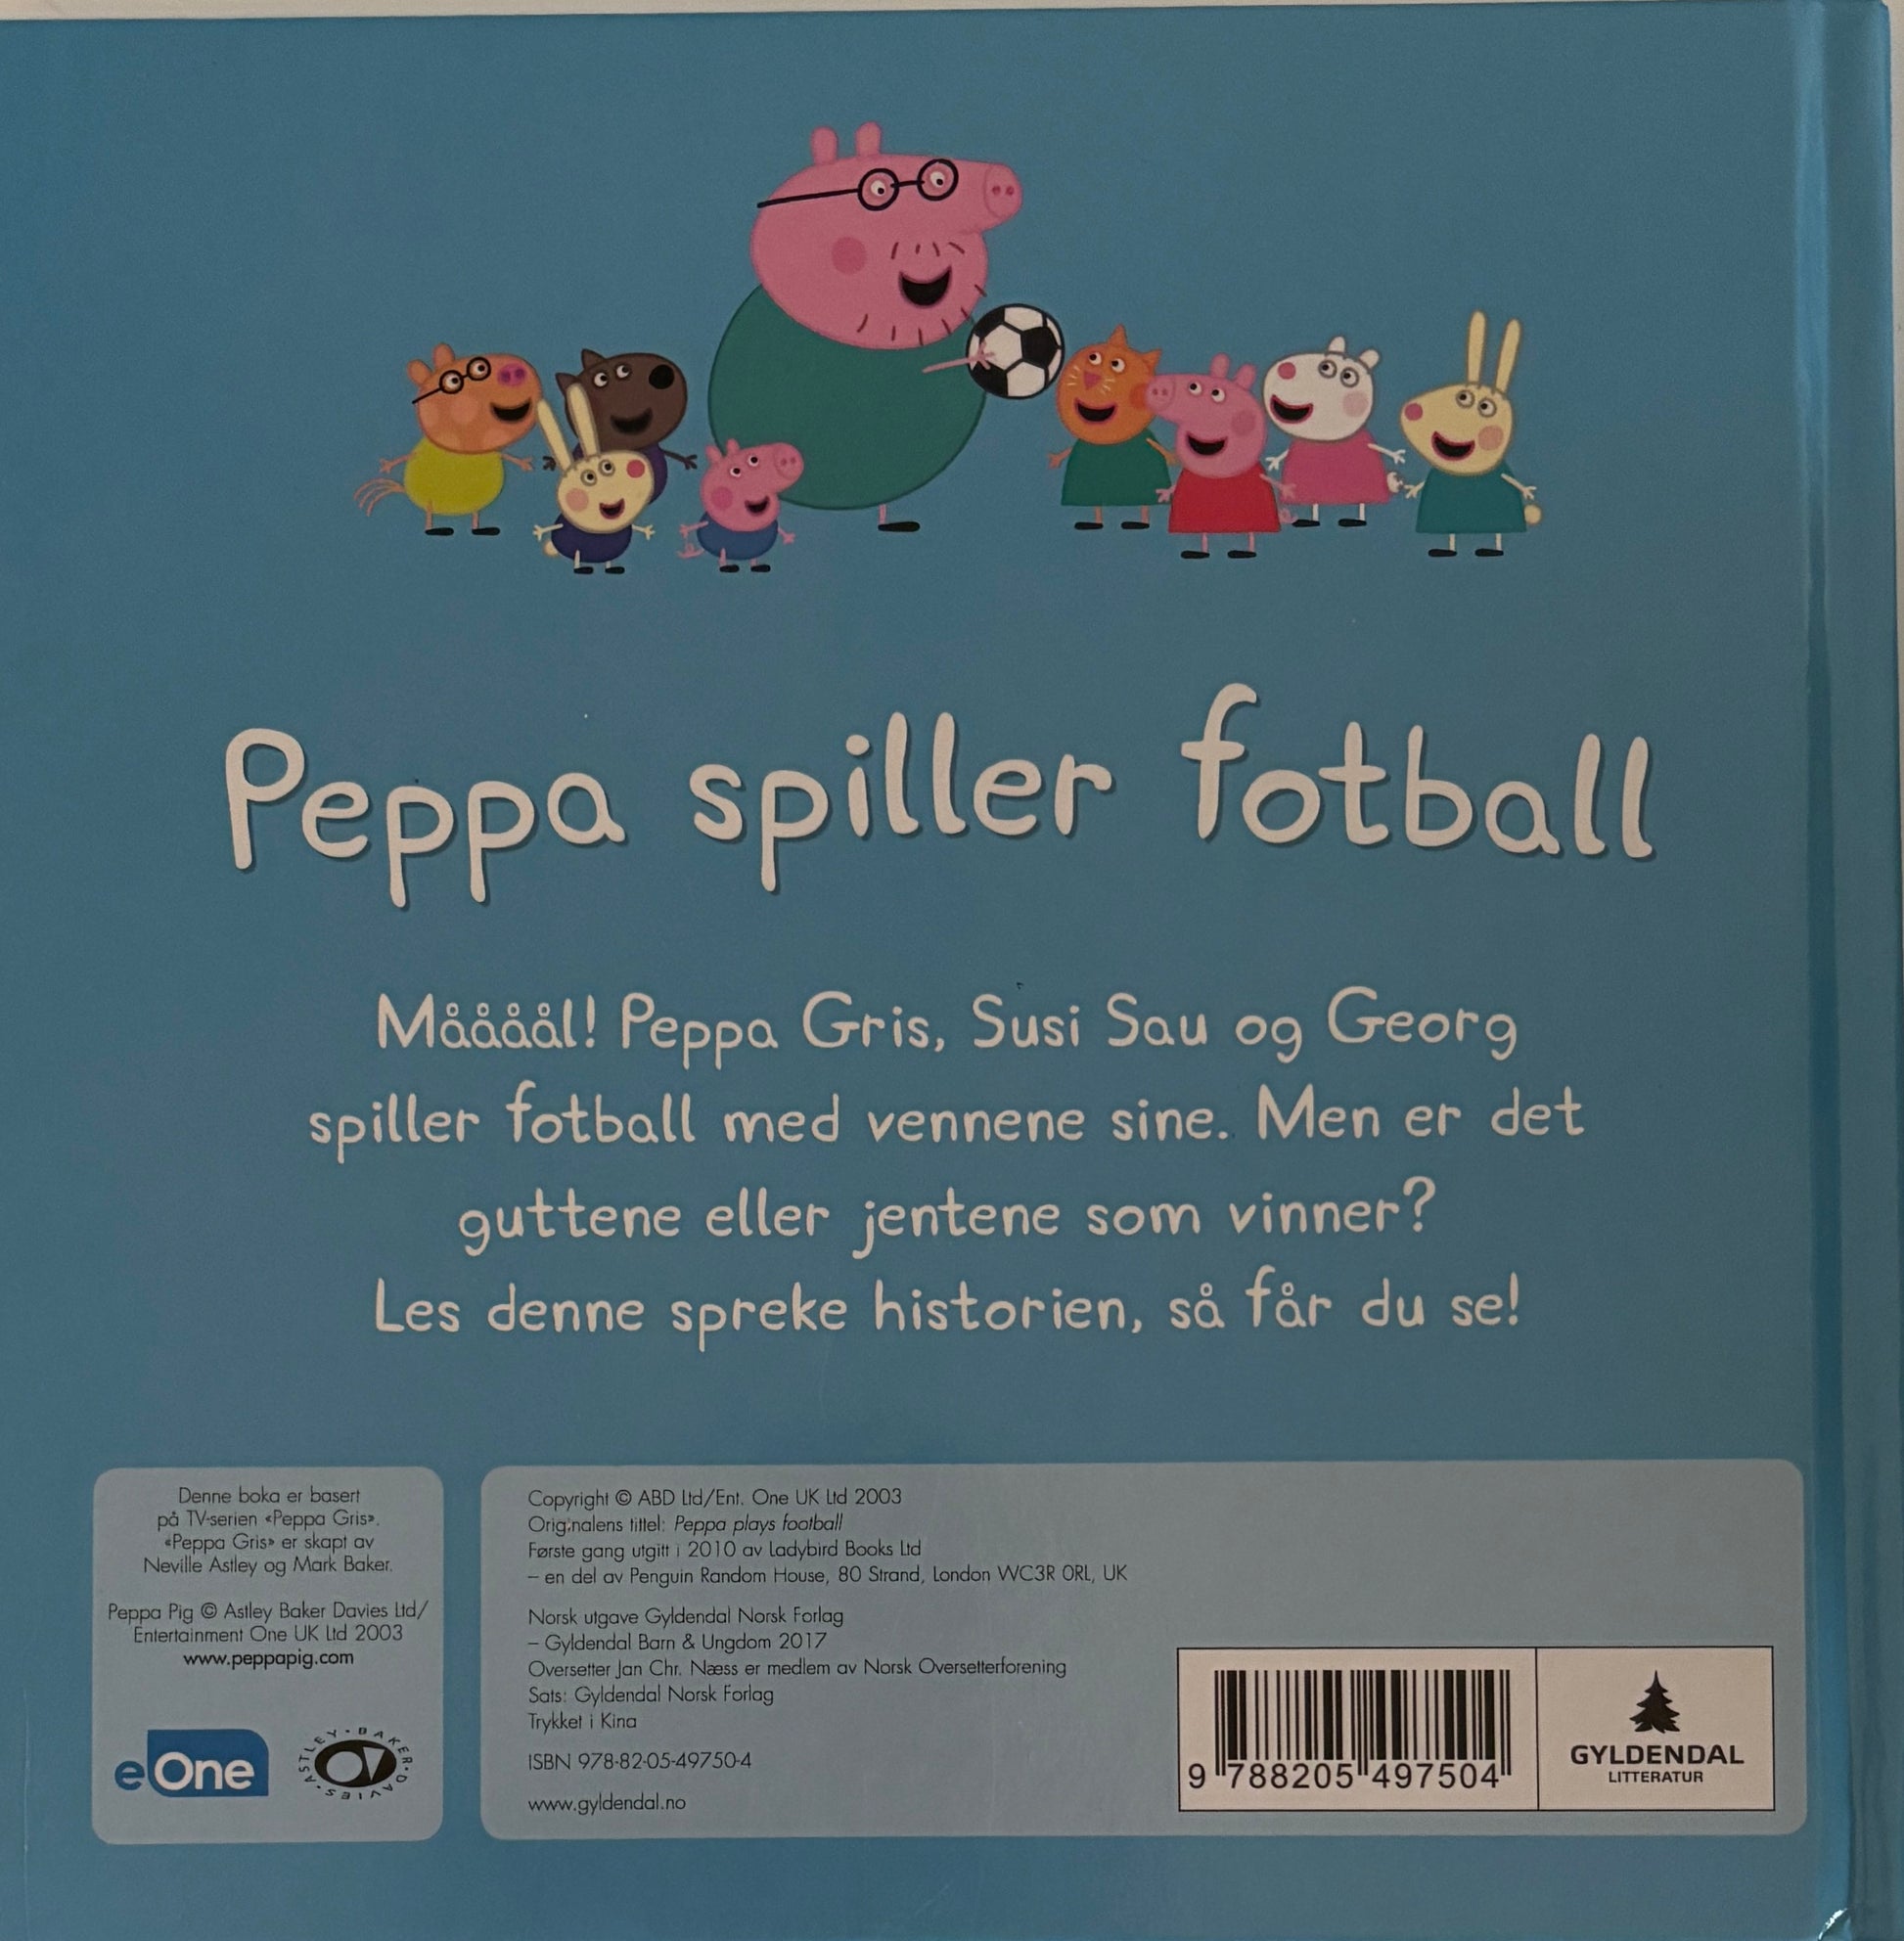 Peppa spiller fotball
Måååål! Peppa Gris, Susi Sau og Georg
spiller fotball med vennene sine. Men er det
guttene eller jentene som vinner?
Les denne spreke historien, så får du se!
Denne boka er basert
på TV-serien «Peppa Gris».
«Peppa Gris» er skapt av
Neville Astley og Mark Baker.
Peppa Pig © Astley Baker Davies Ltd/
Entertainment One UK Ltd 2003
www.peppapig.com
eOne
ASTLEY · BAKER · DAVIES ·
Copyright © ABD Ltd/Ent. One UK Ltd 2003
Originalens tittel: Peppa plays football
Første gang utgitt i 2010 av Ladybird Books Ltd
– en del av Penguin Random House, 80 Strand, London WC3R 0RL, UK
Norsk utgave Gyldendal Norsk Forlag
– Gyldendal Barn & Ungdom 2017
Oversetter Jan Chr. Næss er medlem av Norsk Oversetterforening
Sats: Gyldendal Norsk Forlag
Trykket i Kina
ISBN 978-82-05-49750-4
www.gyldendal.no
9 788205 497504
GYLDENDAL
LITTERATUR